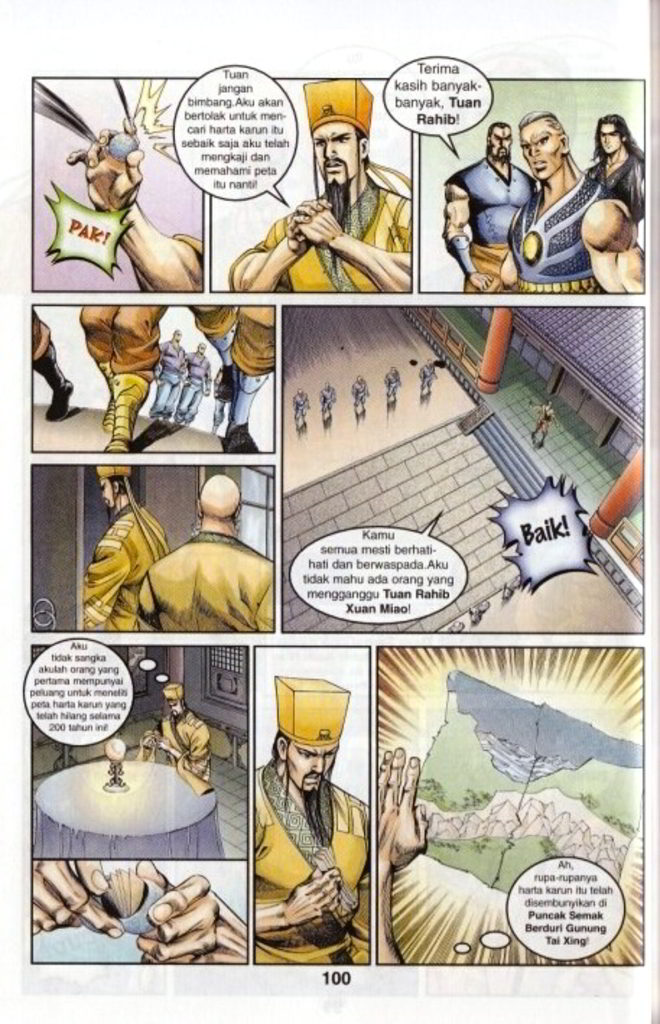 Tuan
jangan
bimbang.Aku akan
bertolak untuk men-
cari harta karun itu
sebaik saja aku telah
mengkaji dan
memahami peta
itu nanti!
Terima
kasih banyak-
banyak, Tuan
Rahib!
PAK!
Kamu
semua mesti berhati-
hati dan berwaspada.Aku
tidak mahu ada orang yang
mengganggu Tuan Rahib
Xuan Miao!
Baik!
Aku
tidak sangka
akulah orang yang
pertama mempunyai
peluang untuk meneliti
peta harta karun yang
telah hilang selama
200 tahun ini!
Ah,
rupa-rupanya
harta karun itu telah
disembunyikan di
Puncak Semak
Berduri Gunung
Tai Xing!
100